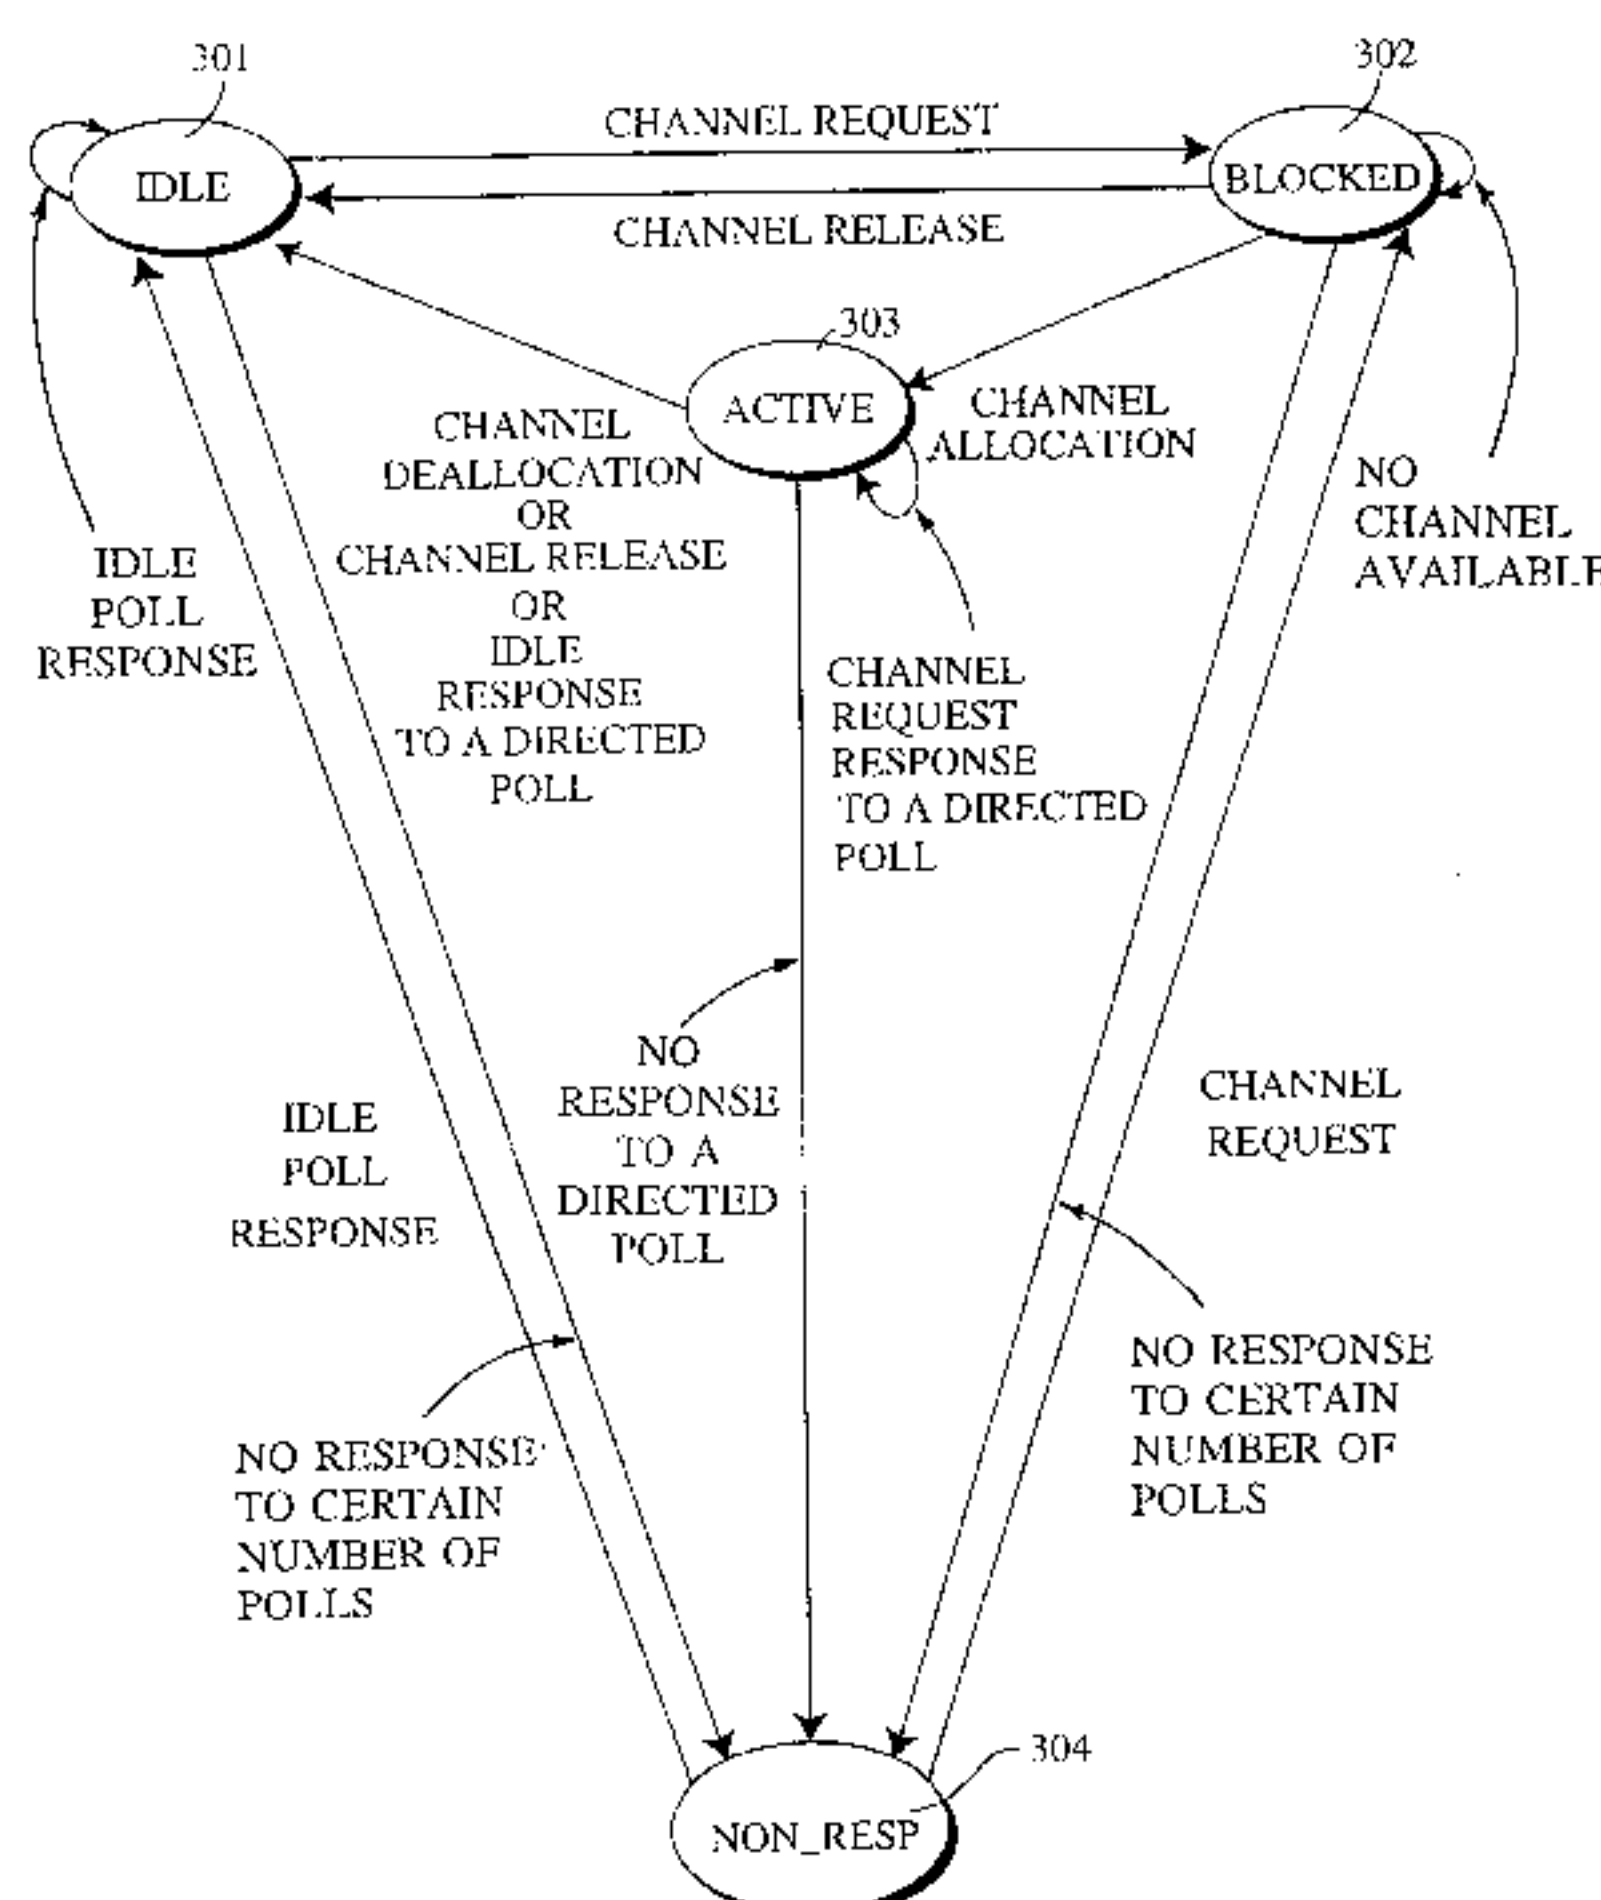 301
302
CHANNEL REQUEST
IDLE
BLOCKED
CHANNEL RELEASE
303
ACTIVE
CHANNEL
ALLOCATION
CHANNEL
DEALLOCATION
OR
CHANNEL RELEASE
OR
IDLE
RESPONSE
TO A DIRECTED
POLL
NO
CHANNEL
AVAILABLE
IDLE
POLL
RESPONSE
CHANNEL
REQUEST
RESPONSE
TO A DIRECTED
POLL
NO
RESPONSE
TO A
DIRECTED
POLL
IDLE
POLL
RESPONSE
CHANNEL
REQUEST
NO RESPONSE
TO CERTAIN
NUMBER OF
POLLS
NO RESPONSE
TO CERTAIN
NUMBER OF
POLLS
304
NON_RESP